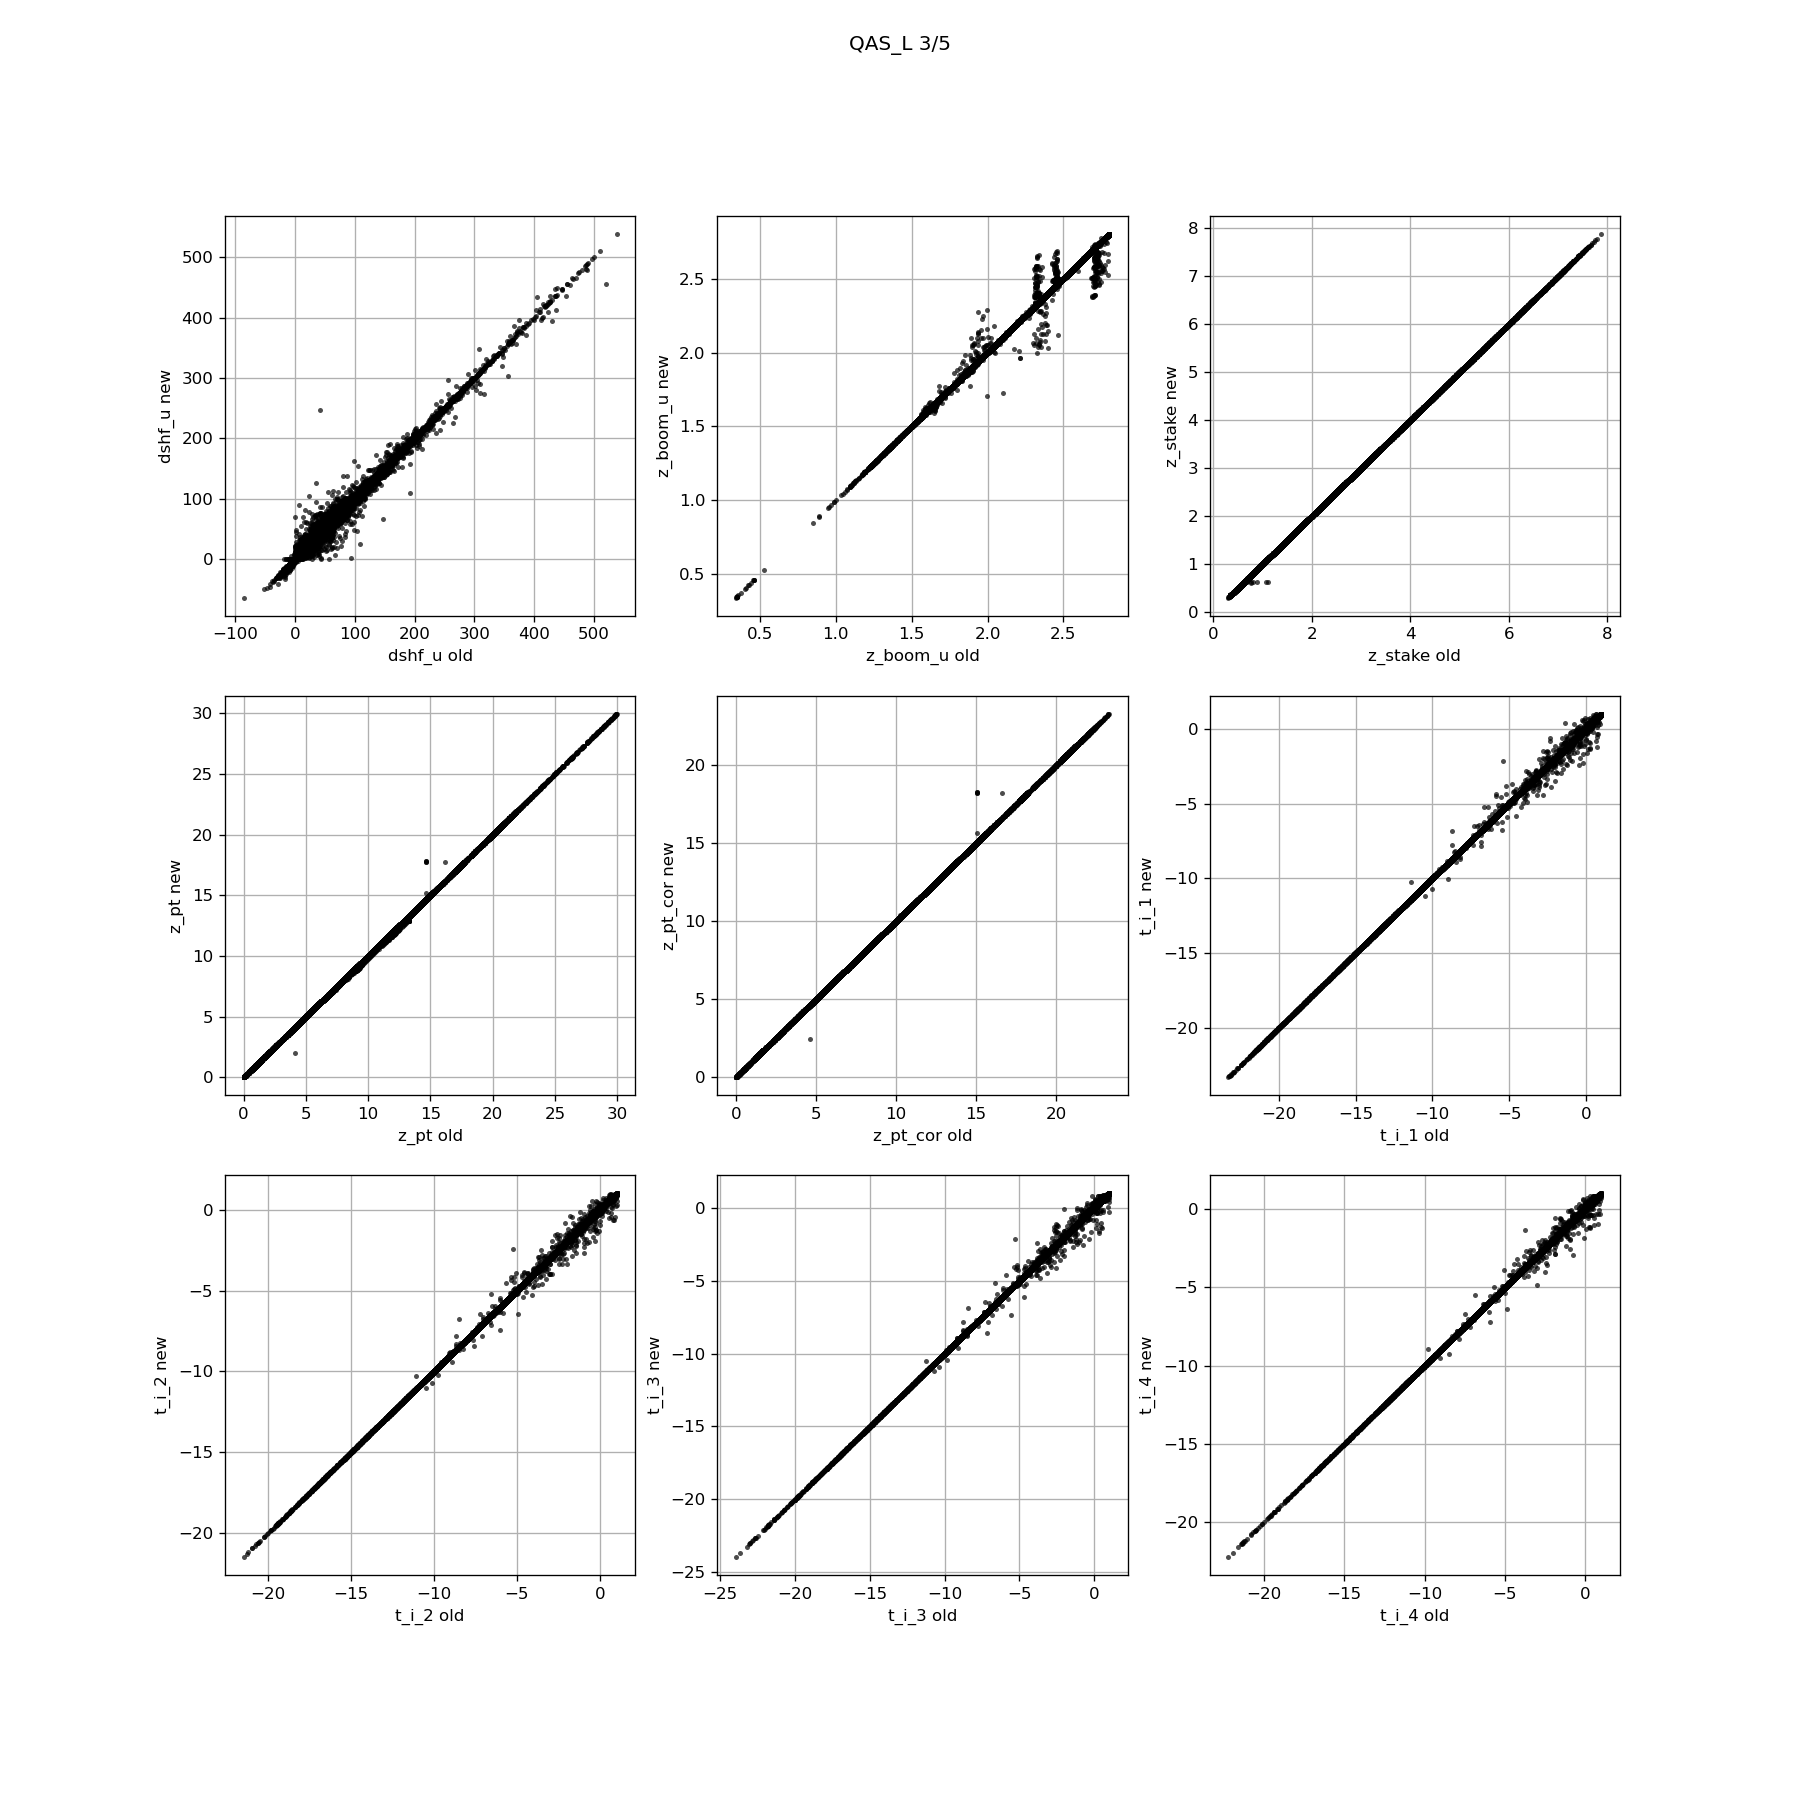 QAS_L 3/5
dshf_u new
500
400
300
200
100
0
−100 0 100 200 300 400 500
dshf_u old
z_boom_u new
2.5
2.0
1.5
1.0
0.5
0.5 1.0 1.5 2.0 2.5
z_boom_u old
z_stake new
8
7
6
5
4
3
2
1
0
0 2 4 6 8
z_stake old
z_pt new
30
25
20
15
10
5
0
0 5 10 15 20 25 30
z_pt old
z_pt_cor new
20
15
10
5
0
0 5 10 15 20
z_pt_cor old
t_i_1 new
0
−5
−10
−15
−20
−20 −15 −10 −5 0
t_i_1 old
t_i_2 new
0
−5
−10
−15
−20
−20 −15 −10 −5 0
t_i_2 old
t_i_3 new
0
−5
−10
−15
−20
−25
−25 −20 −15 −10 −5 0
t_i_3 old
t_i_4 new
0
−5
−10
−15
−20
−20 −15 −10 −5 0
t_i_4 old